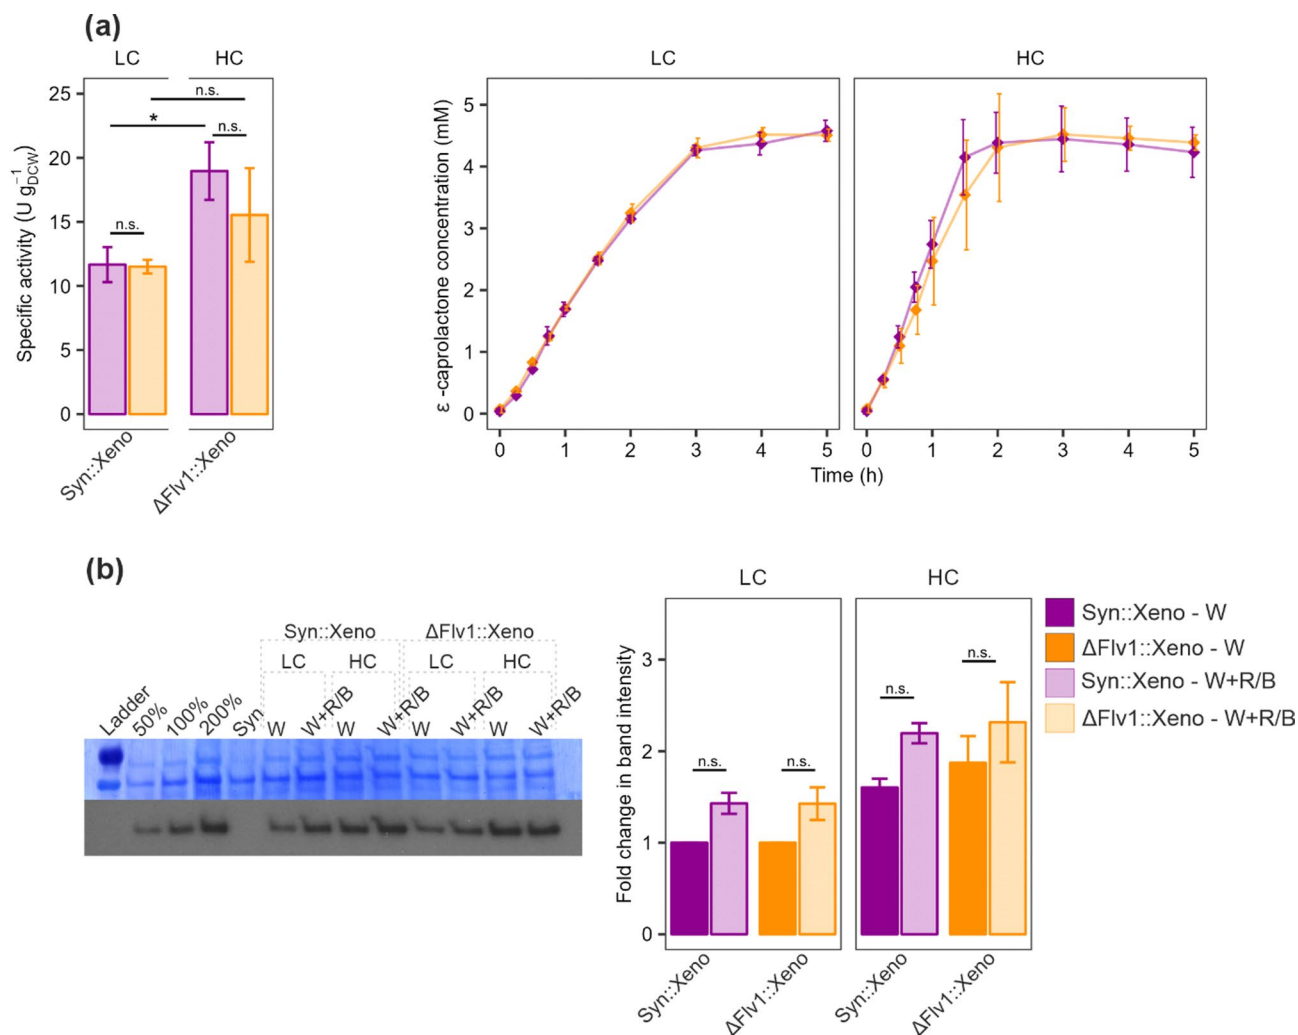 (a)
LC HC
n.s.
*
n.s.
n.s.
25
20
15
10
5
0
Specific activity (U g⁻¹DCW)
Syn::Xeno
ΔFlv1::Xeno
LC HC
5
4
3
2
1
0
ε -caprolactone concentration (mM)
0 1 2 3 4 5 0 1 2 3 4 5
Time (h)
(b)
Syn::Xeno ΔFlv1::Xeno
LC HC LC HC
Ladder 50% 100% 200% Syn W W+R/B W W+R/B W W+R/B W W+R/B
LC HC
n.s.
n.s.
n.s. n.s.
3
2
1
0
Fold change in band intensity
Syn::Xeno ΔFlv1::Xeno Syn::Xeno ΔFlv1::Xeno
Syn::Xeno - W
ΔFlv1::Xeno - W
Syn::Xeno - W+R/B
ΔFlv1::Xeno - W+R/B